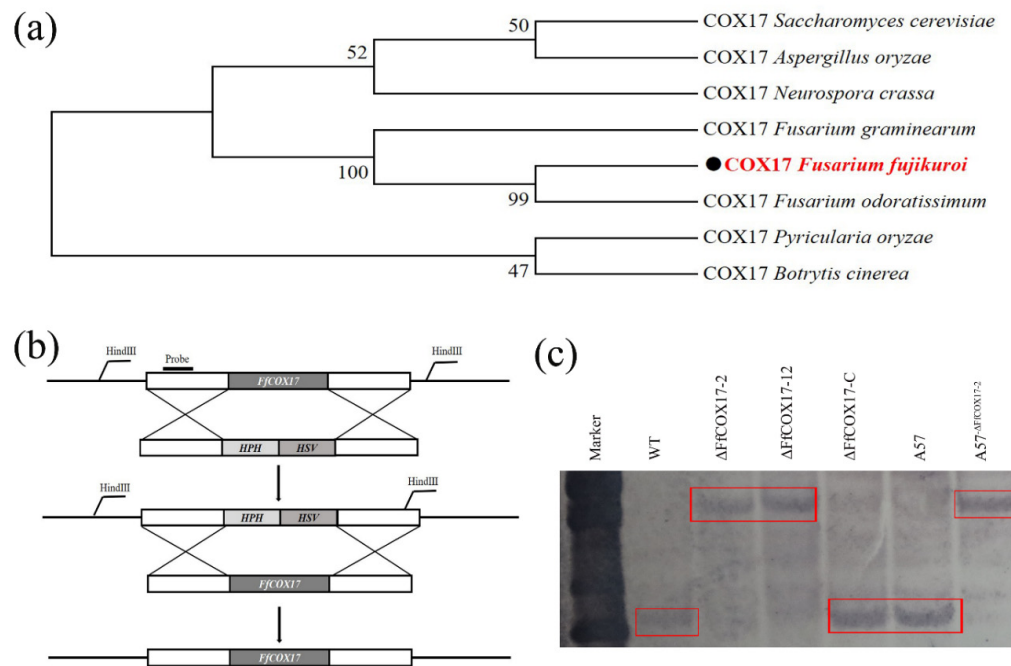 (a)
COX17 Saccharomyces cerevisiae
50
COX17 Aspergillus oryzae
52
COX17 Neurospora crassa
COX17 Fusarium graminearum
100
COX17 Fusarium fujikuroi
99
COX17 Fusarium odoratissimum
COX17 Pyricularia oryzae
47
COX17 Botrytis cinerea
(b)
HindIII
Probe
HindIII
FfCOX17
HPH HSV
HindIII
HindIII
HPH HSV
FfCOX17
FfCOX17
(c)
Marker
WT
ΔFfCOX17-2
ΔFfCOX17-12
ΔFfCOX17-C
A57
A57-ΔFfCOX17-2